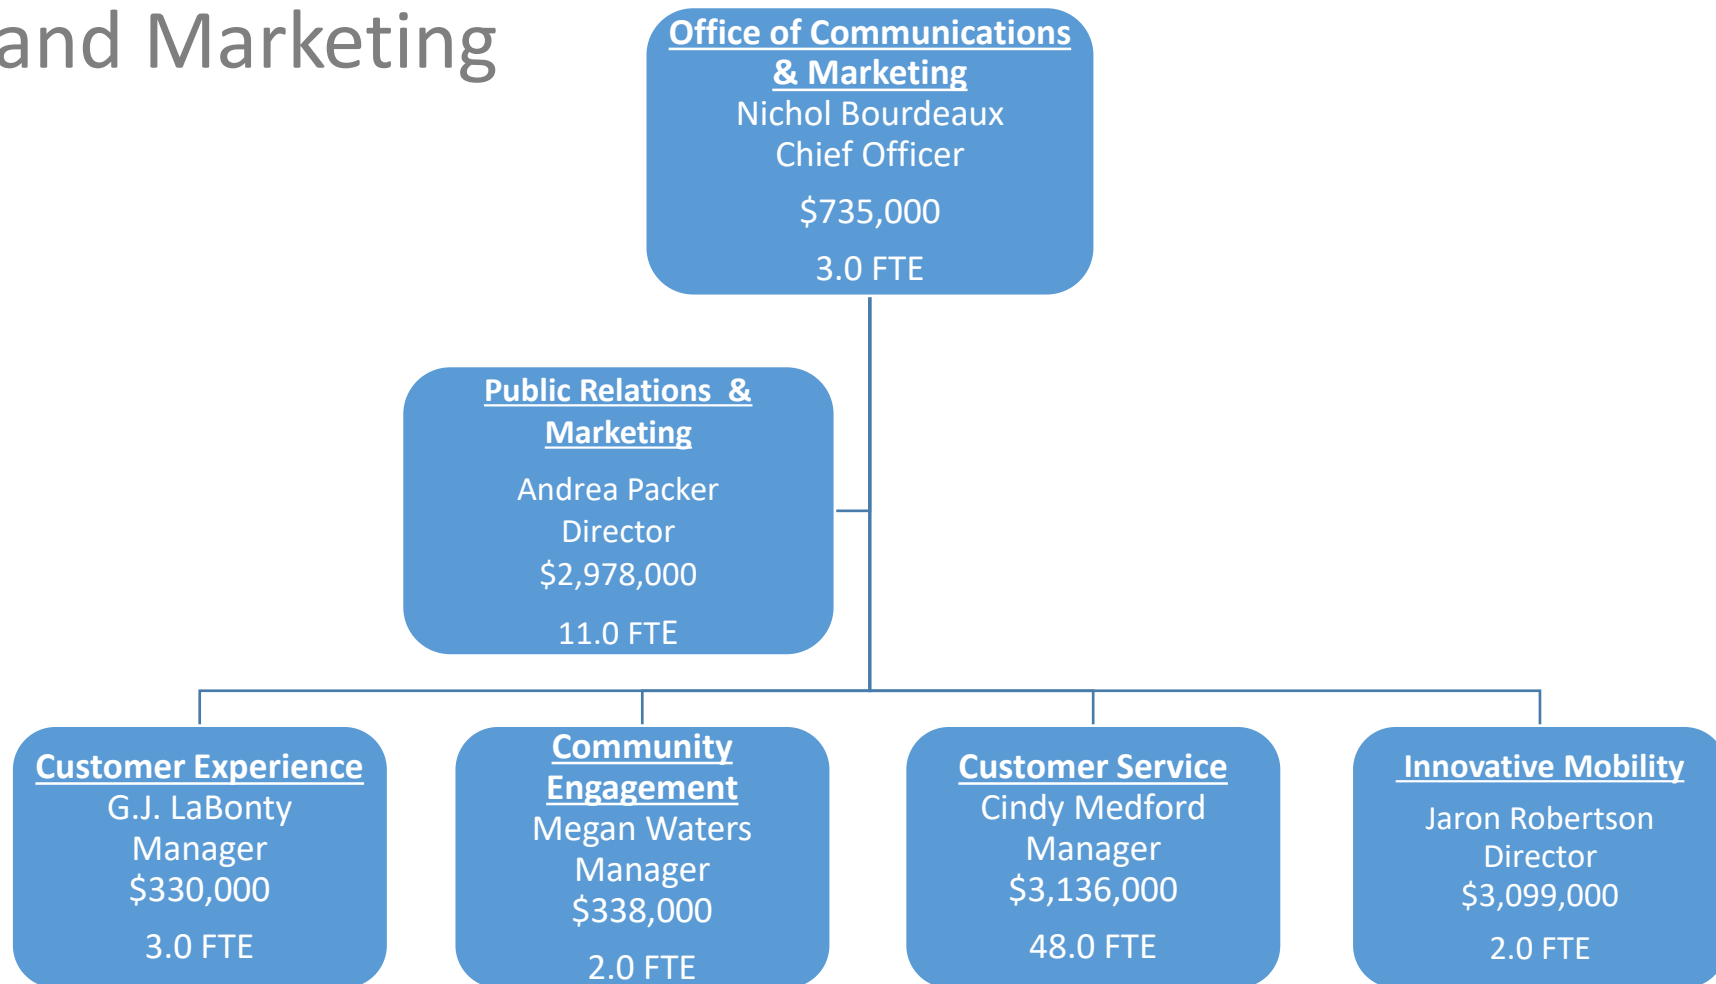 and Marketing
Office of Communications
& Marketing
Nichol Bourdeaux
Chief Officer
$735,000
3.0 FTE
Public Relations &
Marketing
Andrea Packer
Director
$2,978,000
11.0 FTE
Customer Experience
G.J. LaBonty
Manager
$330,000
3.0 FTE
Community
Engagement
Megan Waters
Manager
$338,000
2.0 FTE
Customer Service
Cindy Medford
Manager
$3,136,000
48.0 FTE
Innovative Mobility
Jaron Robertson
Director
$3,099,000
2.0 FTE